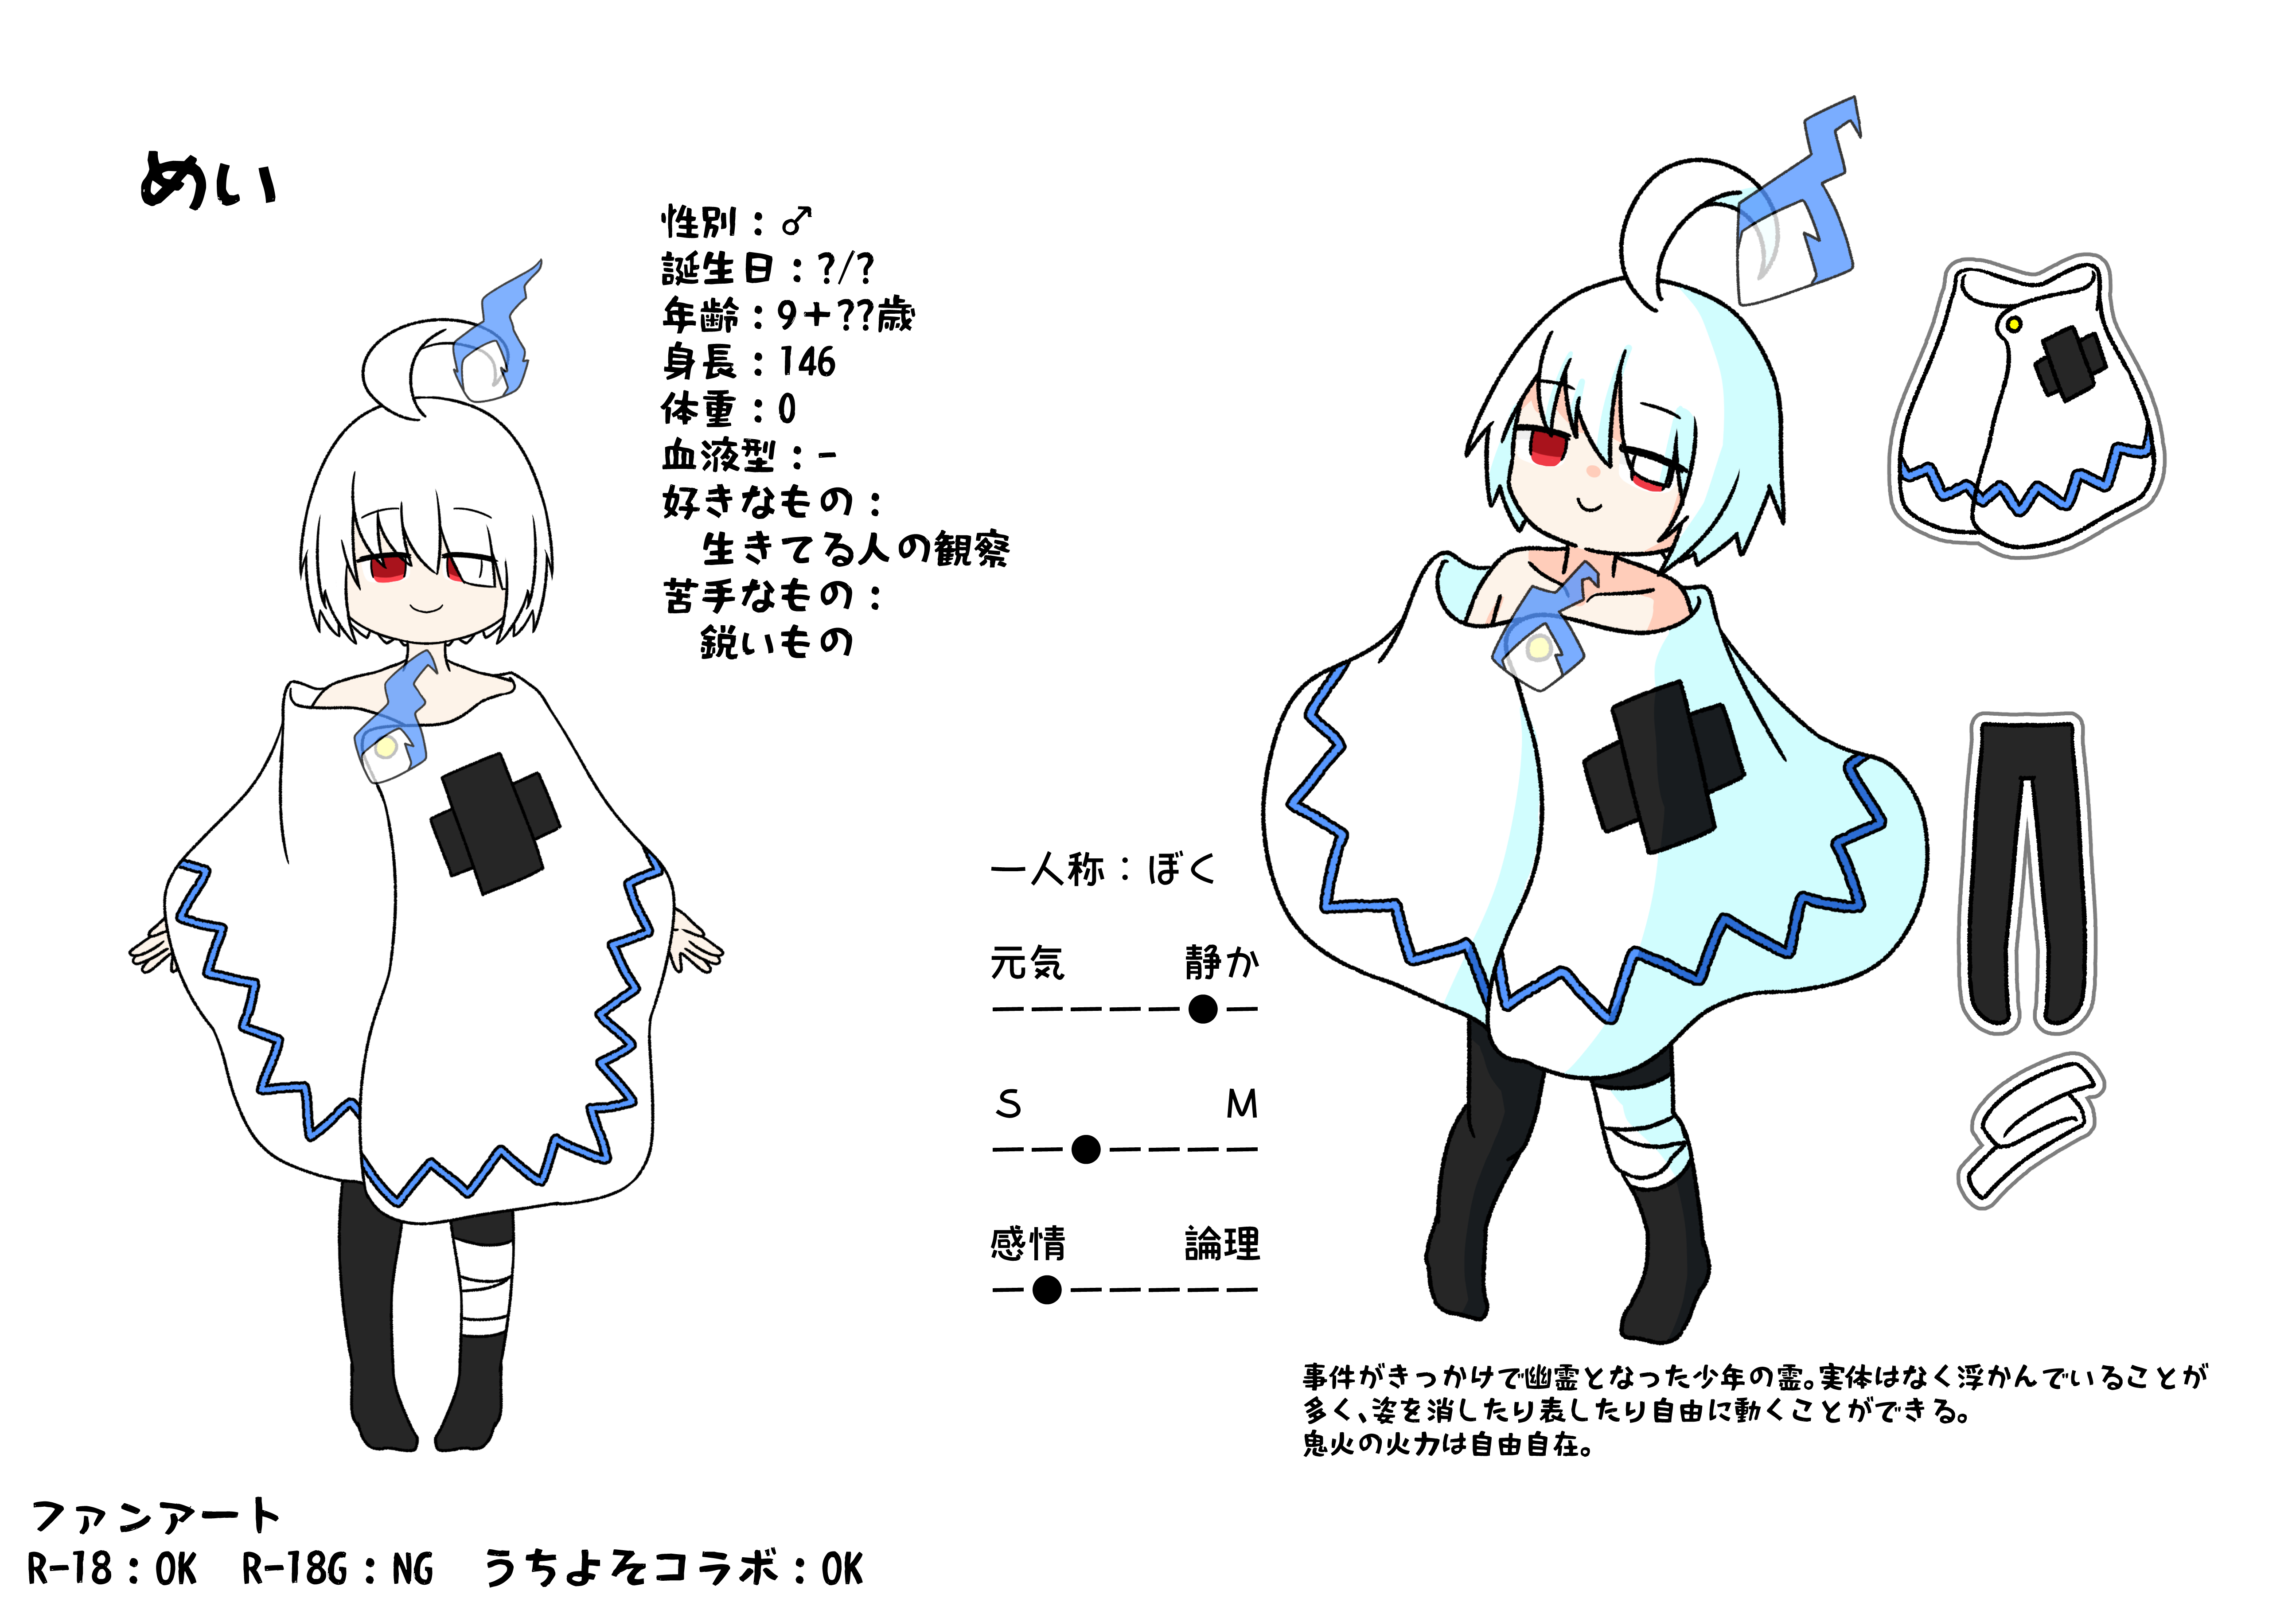 めい
性別：♂
誕生日：?/?
年齢：9＋??歳
身長：146
体重：0
血液型：-
好きなもの：
生きてる人の観察
苦手なもの：
鋭いもの
一人称：ぼく
元気 静か
S M
感情 論理
事件がきっかけで幽霊となった少年の霊。実体はなく浮かんでいることが
多く、姿を消したり表したり自由に動くことができる。
鬼火の火力は自由自在。
ファンアート
R-18：OK R-18G：NG うちよそコラボ：OK